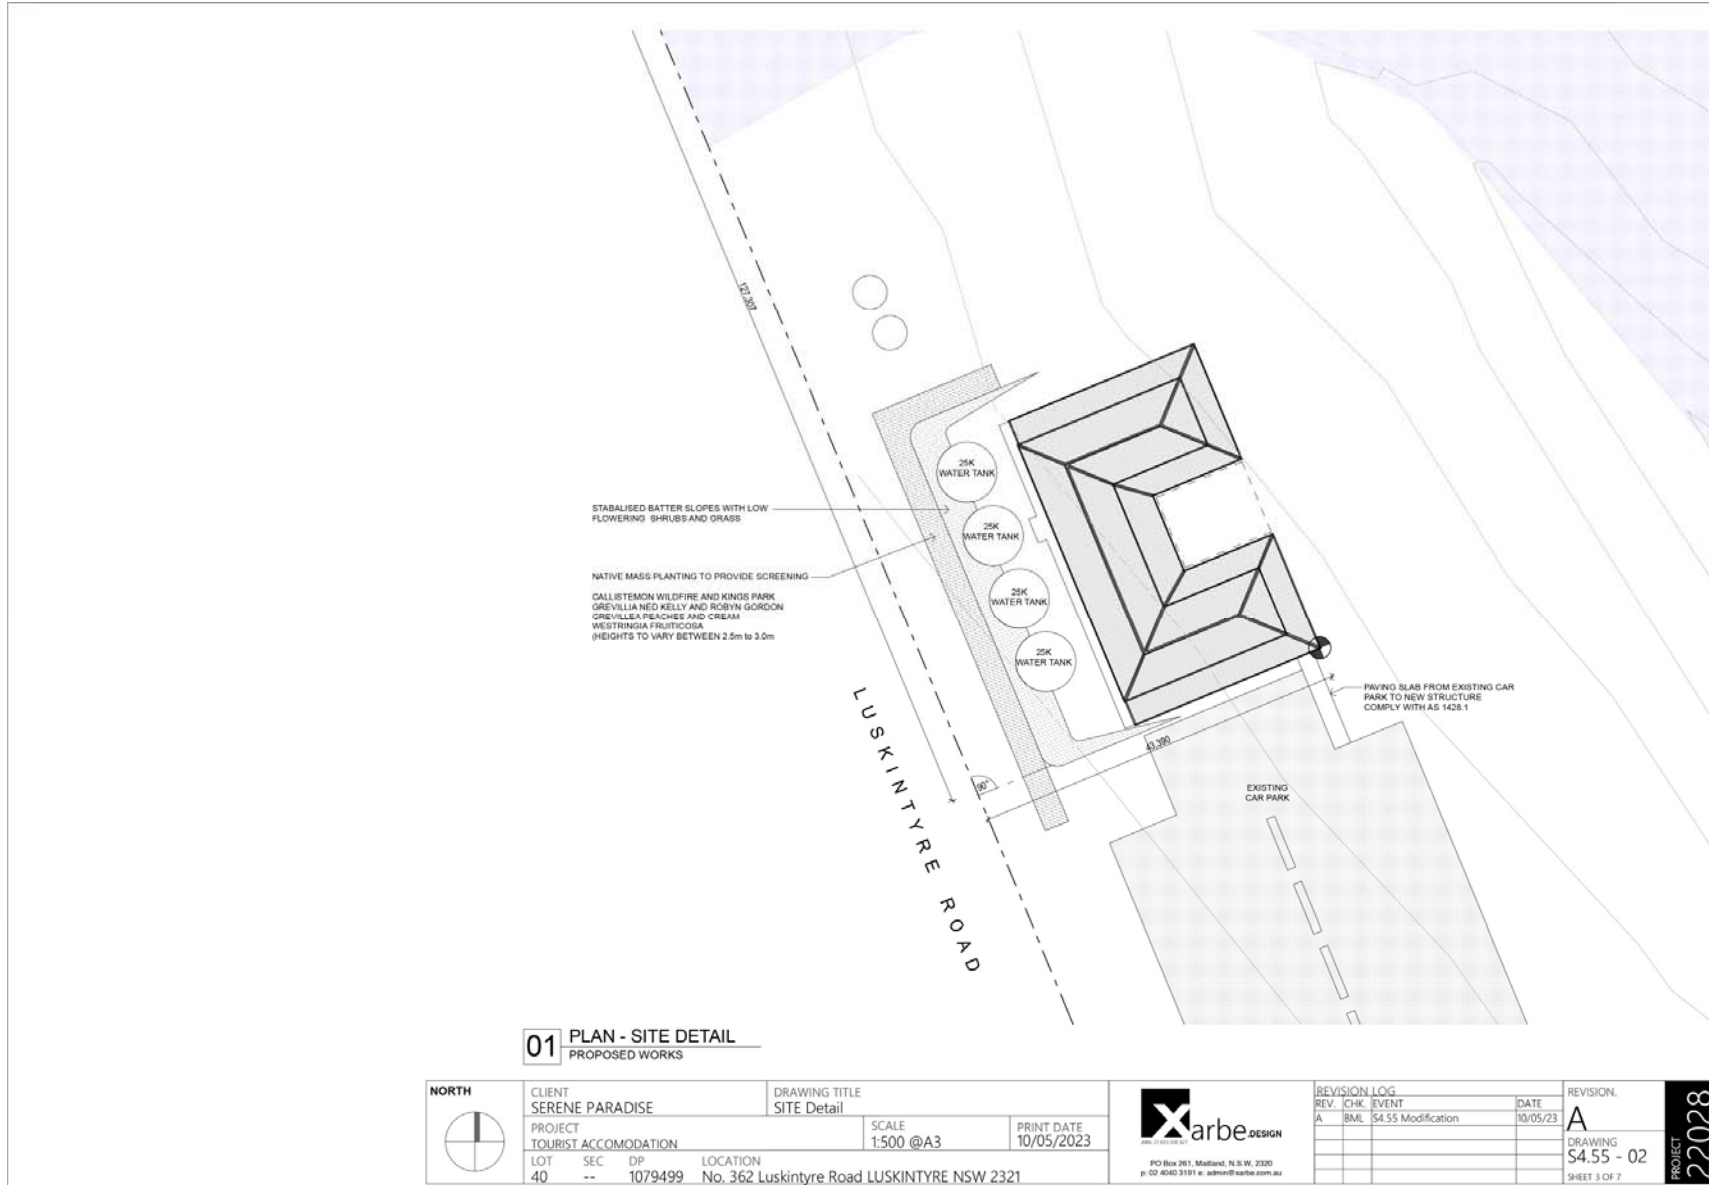 127,307
25K
WATER TANK
25K
WATER TANK
25K
WATER TANK
25K
WATER TANK
STABALISED BATTER SLOPES WITH LOW
FLOWERING SHRUBS AND GRASS
NATIVE MASS PLANTING TO PROVIDE SCREENING
CALLISTEMON WILDFIRE AND KINGS PARK
GREVILLIA NED KELLY AND ROBYN GORDON
GREVILLEA PEACHES AND CREAM
WESTRINGIA FRUITICOSA
(HEIGHTS TO VARY BETWEEN 2.5m to 3.0m
PAVING SLAB FROM EXISTING CAR
PARK TO NEW STRUCTURE
COMPLY WITH AS 1428.1
43,390
90°
EXISTING
CAR PARK
LUSKINTYRE ROAD
01 PLAN - SITE DETAIL
PROPOSED WORKS
NORTH
CLIENT
SERENE PARADISE
DRAWING TITLE
SITE Detail
PROJECT
TOURIST ACCOMODATION
SCALE
1:500 @A3
PRINT DATE
10/05/2023
LOT SEC DP LOCATION
40 -- 1079499 No. 362 Luskintyre Road LUSKINTYRE NSW 2321
Xarbe.DESIGN
PO Box 261, Maitland, N.S.W, 2320
p: 02 4040 3191 e: admin@xarbe.com.au
REVISION LOG
REV. CHK. EVENT DATE
A BML S4.55 Modification 10/05/23
REVISION.
A
DRAWING
S4.55 - 02
SHEET 3 OF 7
PROJECT
22028